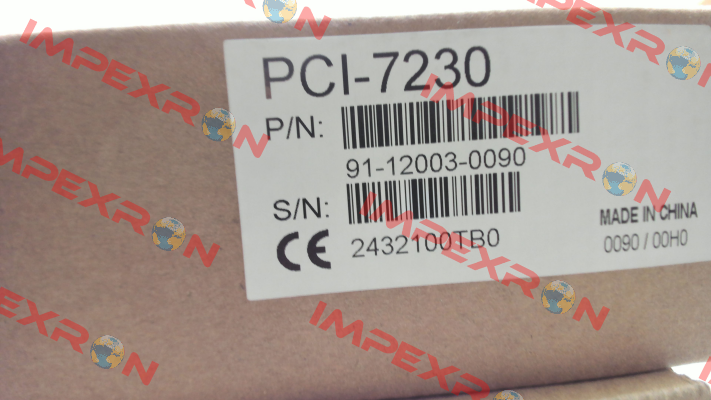 PCI-7230
P/N:
91-12003-0090
S/N:
2432100TB0
CE
MADE IN CHINA
0090 / 00H0
IMPEXRON
IMPEXRON
IMPEXRON
IMPEXRON
IMPEXRON
IMPEXRON
IMPEXRON
IMPEXRON